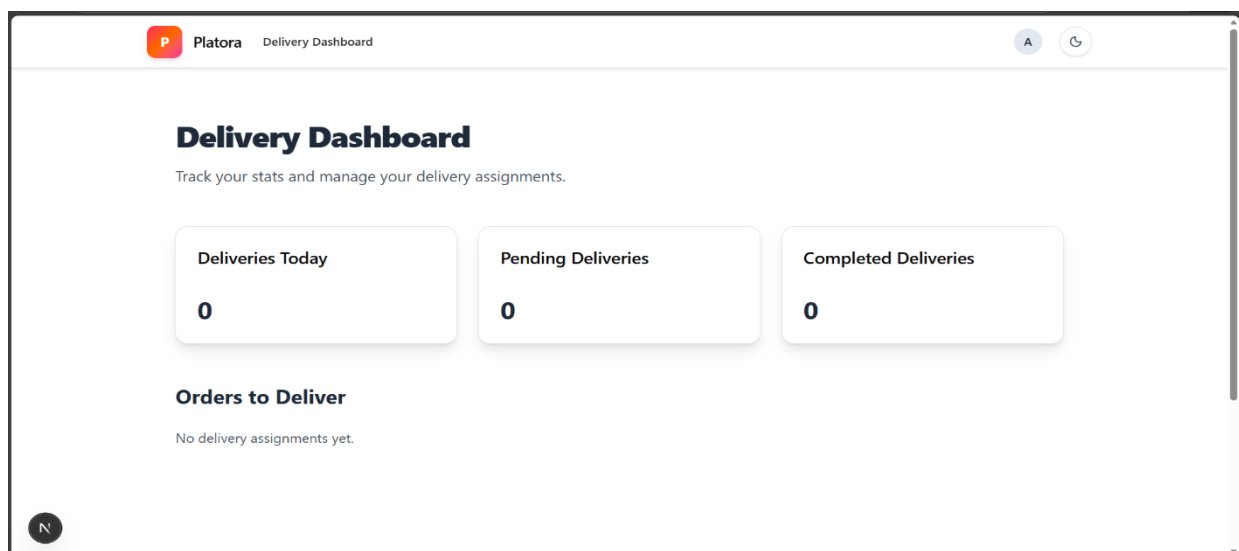 P Platora Delivery Dashboard A
Delivery Dashboard
Track your stats and manage your delivery assignments.
Deliveries Today Pending Deliveries Completed Deliveries
0 0 0
Orders to Deliver
No delivery assignments yet.
N